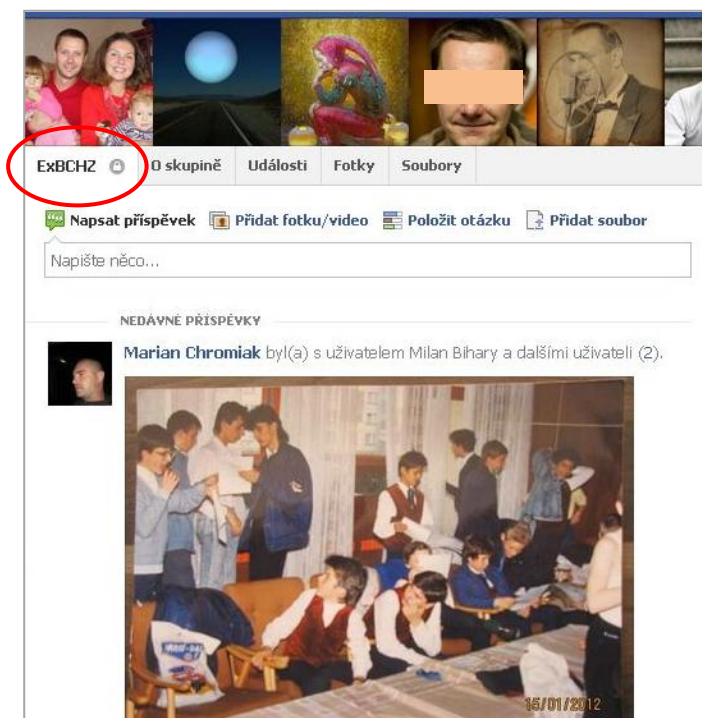 ExBCHZ O skupině Události Fotky Soubory
Napsat příspěvek Přidat fotku/video Položit otázku Přidat soubor
Napište něco...
NEDÁVNÉ PŘÍSPĚVKY
Marian Chromiak byl(a) s uživatelem Milan Bihary a dalšími uživateli (2).
15/01/2012